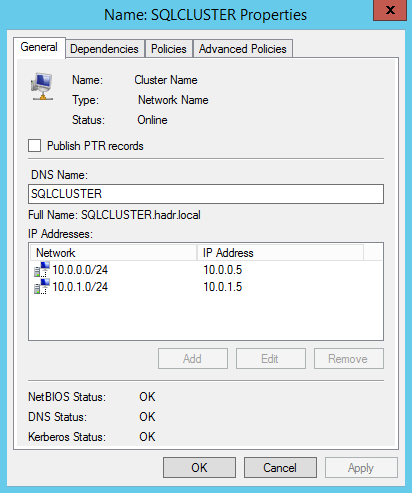 Name: SQLCLUSTER Properties
x
General Dependencies Policies Advanced Policies
Name: Cluster Name
Type: Network Name
Status: Online
Publish PTR records
DNS Name:
SQLCLUSTER
Full Name: SQLCLUSTER.hadr.local
IP Addresses:
Network IP Address
10.0.0.0/24 10.0.0.5
10.0.1.0/24 10.0.1.5
Add Edit Remove
NetBIOS Status: OK
DNS Status: OK
Kerberos Status: OK
OK Cancel Apply